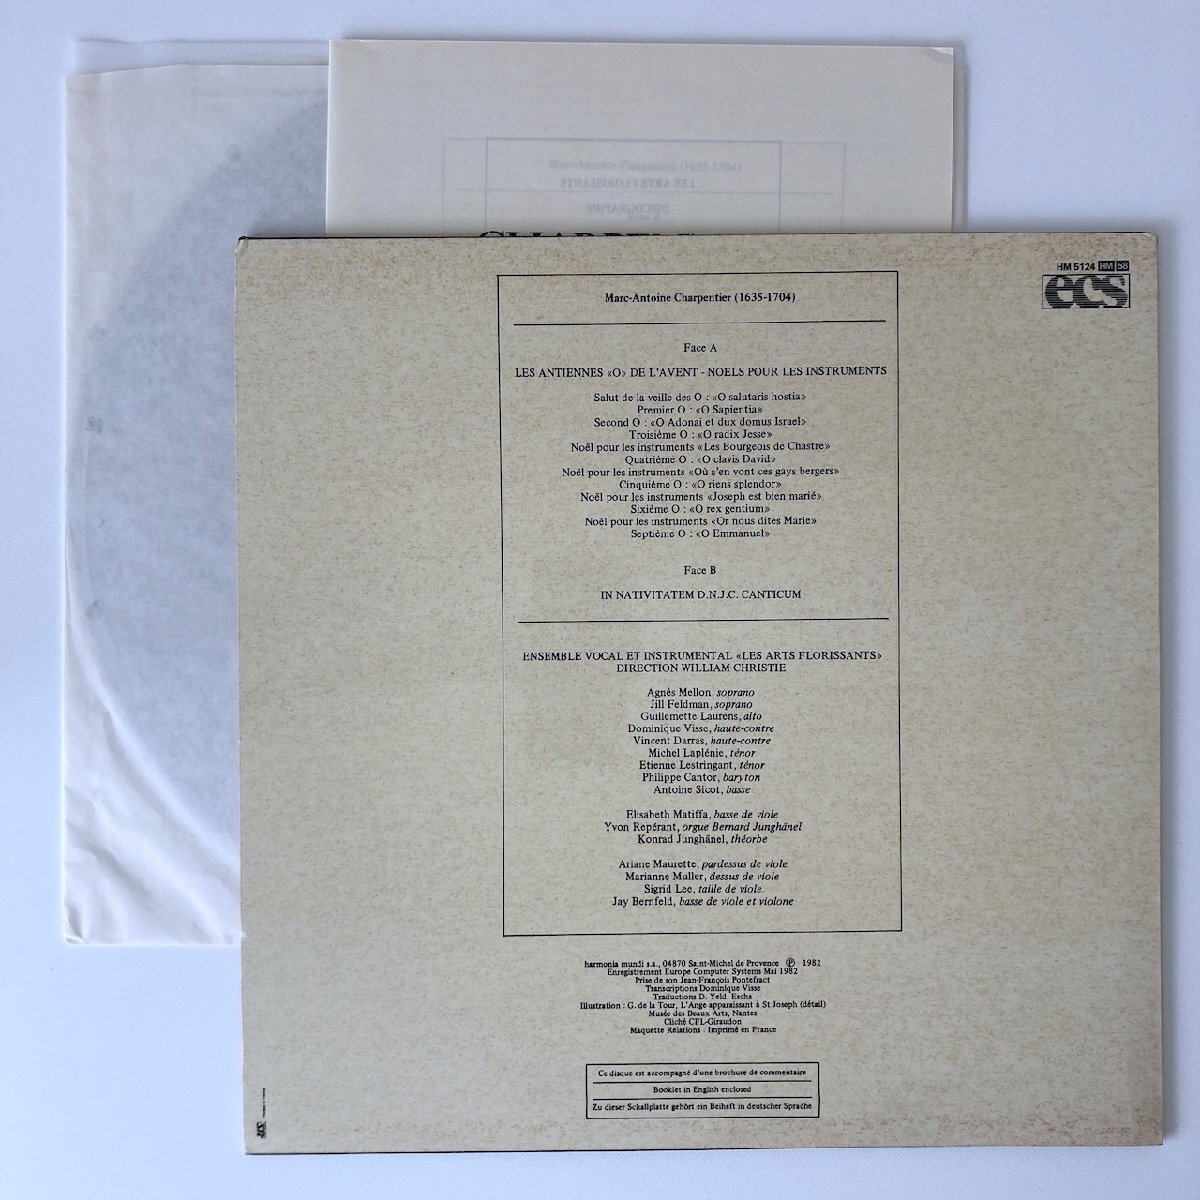 HM 5124 HM 58
ecs
Marc-Antoine Charpentier (1635-1704)
Face A
LES ANTIENNES «O» DE L'AVENT - NOELS POUR LES INSTRUMENTS
Salut de la veille des O : «O salutaris hostia»
Premier O : «O Sapientia»
Second O : «O Adonai et dux domus Israel»
Troisième O : «O radix Jesse»
Noël pour les instruments «Les Bourgeois de Chastre»
Quatrième O : «O clavis David»
Noël pour les instruments «Où s'en vont ces gays bergers»
Cinquième O : «O riens splendor»
Noël pour les instruments «Joseph est bien marié»
Sixième O : «O rex gentium»
Noël pour les instruments «Or nous dites Marie»
Septième O : «O Emmanuel»
Face B
IN NATIVITATEM D.N.J.C. CANTICUM
ENSEMBLE VOCAL ET INSTRUMENTAL «LES ARTS FLORISSANTS»
DIRECTION WILLIAM CHRISTIE
Agnès Mellon, soprano
Jill Feldman, soprano
Guillemette Laurens, alto
Dominique Visse, haute-contre
Vincent Darras, haute-contre
Michel Laplénie, ténor
Etienne Lestringant, ténor
Philippe Cantor, baryton
Antoine Sicot, basse
Elisabeth Matiffa, basse de viole
Yvon Repérant, orgue Bernard Junghänel
Konrad Junghänel, théorbe
Ariane Maurette, pardessus de viole
Marianne Muller, dessus de viole
Sigrid Lee, taille de viole
Jay Bernfeld, basse de viole et violone
harmonia mundi s.a., 04870 Saint-Michel de Provence ℗ 1982
Enregistrement Europe Computer Systems Mai 1982
Prise de son Jean-François Pontefract
Transcriptions Dominique Visse
Traductions D. Yeld, Escha
Illustration : G. de la Tour, L'Ange apparaissant à St Joseph (détail)
Musée des Beaux Arts, Nantes
Cliché CFL-Giraudon
Maquette Relations . Imprimé en France
Ce disque est accompagné d'une brochure de commentaire
Booklet in English enclosed
Zu dieser Schallplatte gehört ein Beiheft in deutscher Sprache